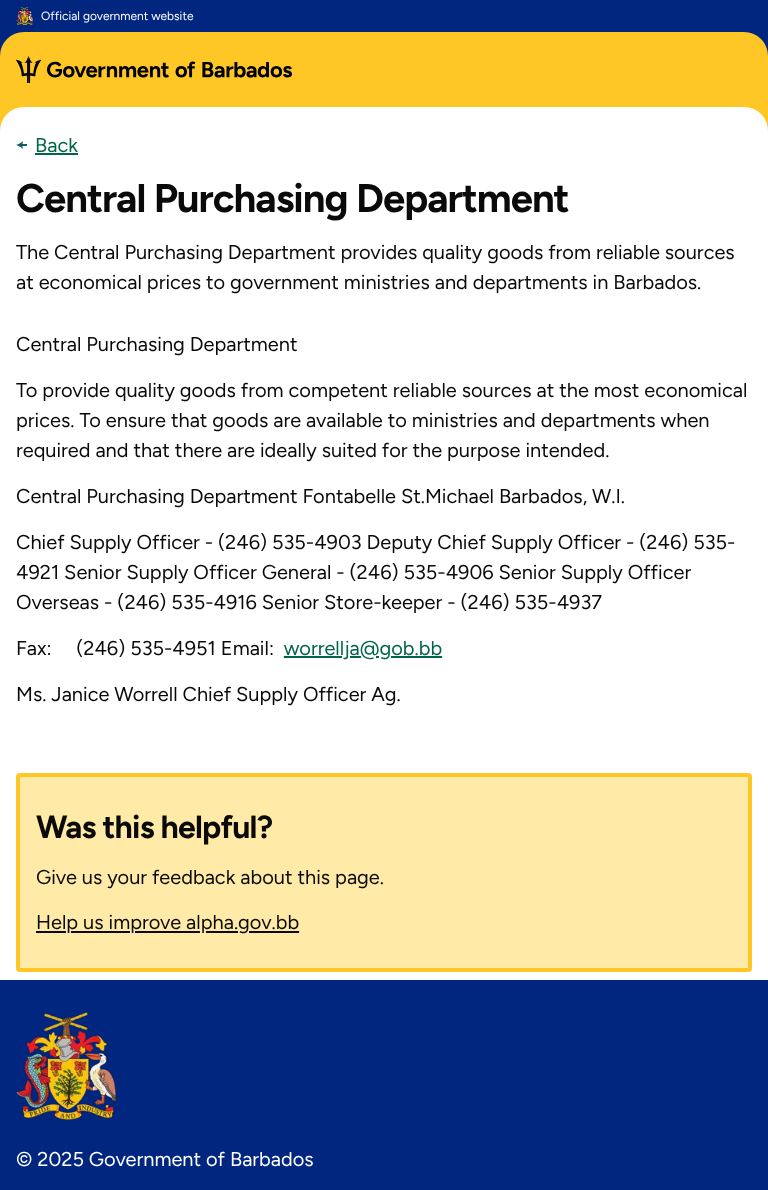 Official government website
Government of Barbados
Back
Central Purchasing Department
The Central Purchasing Department provides quality goods from reliable sources
at economical prices to government ministries and departments in Barbados.
Central Purchasing Department
To provide quality goods from competent reliable sources at the most economical
prices. To ensure that goods are available to ministries and departments when
required and that there are ideally suited for the purpose intended.
Central Purchasing Department Fontabelle St.Michael Barbados, W.I.
Chief Supply Officer - (246) 535-4903 Deputy Chief Supply Officer - (246) 535-
4921 Senior Supply Officer General - (246) 535-4906 Senior Supply Officer
Overseas - (246) 535-4916 Senior Store-keeper - (246) 535-4937
Fax: (246) 535-4951 Email: worrellja@gob.bb
Ms. Janice Worrell Chief Supply Officer Ag.
Was this helpful?
Give us your feedback about this page.
Help us improve alpha.gov.bb
PRIDE AND INDUSTRY
© 2025 Government of Barbados